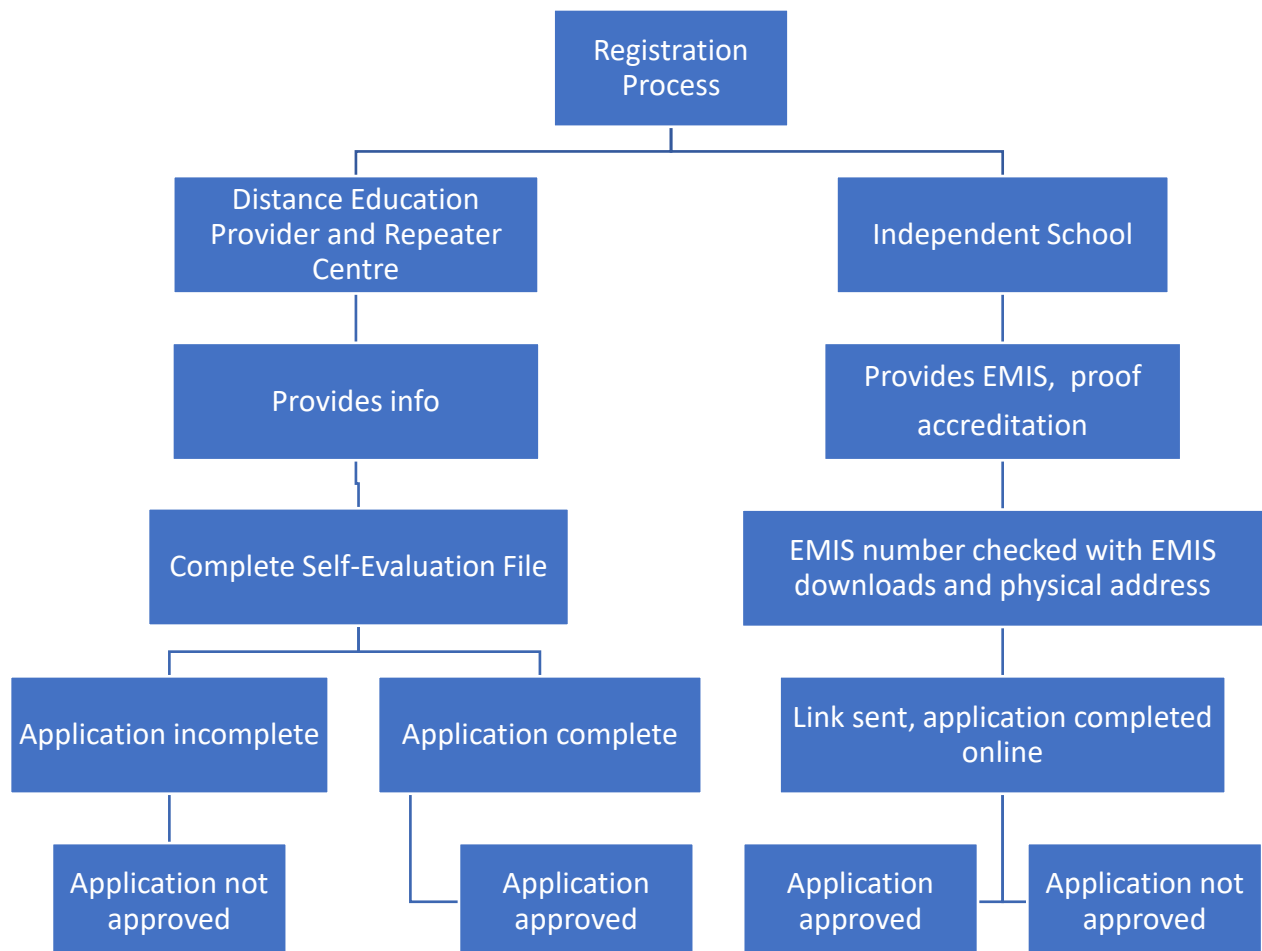 Registration
Process
Distance Education
Provider and Repeater
Centre
Independent School
Provides info
Provides EMIS,  proof
accreditation
Complete Self-Evaluation File
EMIS number checked with EMIS
downloads and physical address
Application incomplete
Application complete
Link sent, application completed
online
Application not
approved
Application
approved
Application
approved
Application not
approved